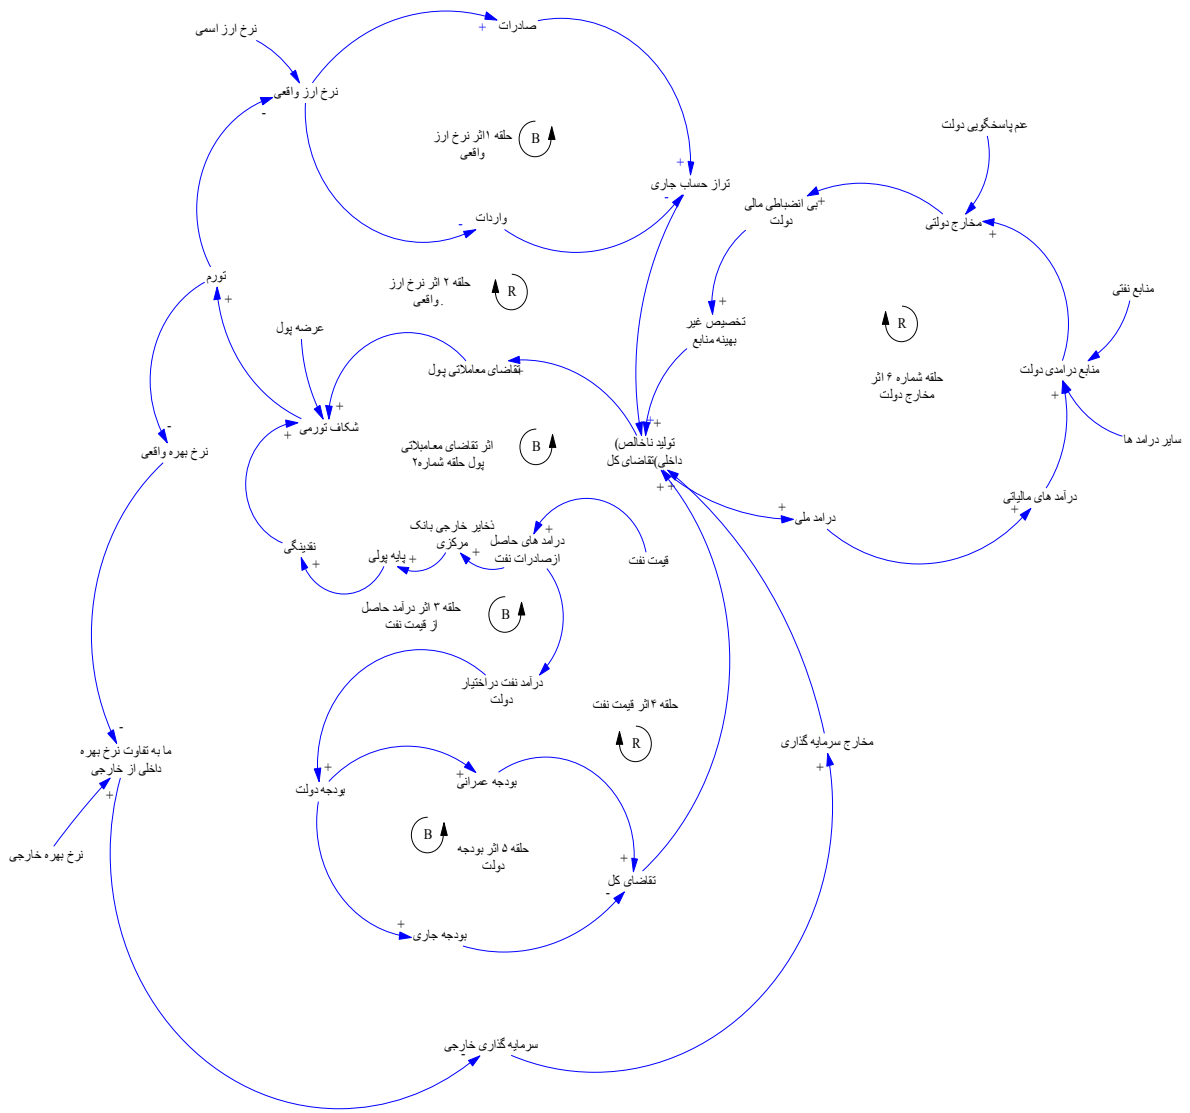 صادرات
+
نرخ ارز اسمی
نرخ ارز واقعی
-
حلقه ۱اثر نرخ ارز
واقعی
B
عدم پاسخگویی دولت
+
تراز حساب جاری
-
بی انضباطی مالی
دولت
+
مخارج دولتی
+
واردات
-
تورم
+
حلقه ۲ اثر نرخ ارز
واقعی .
R
منابع نفتی
عرضه پول
تخصیص غیر
بهینه منابع
+
R
تقاضای معاملاتی پول
+
حلقه شماره ۶ اثر
مخارج دولت
منابع درامدی دولت
+
شکاف تورمی
+
+
نرخ بهره واقعی
-
اثر تقاضای معامبلاتی
پول حلقه شماره۲
B
تولید ناخالص)
داخلی)تقاضای کل
+
+
+
+
سایر درامد ها
درآمد های مالیاتی
+
درامد ملی
+
ذخایر خارجی بانک
مرکزی
+
درامد های حاصل
ازصادرات نفت
+
نقدینگی
+
پایه پولی
+
قیمت نفت
حلقه ۳ اثر درآمد حاصل
از قیمت نفت
B
درآمد نفت دراختیار
دولت
حلقه ۴اثر قیمت نفت
R
ما به تفاوت نرخ بهره
داخلی از خارجی
-
+
مخارج سرمایه گذاری
+
بودجه دولت
+
بودجه عمرانی
+
B
حلقه ۵ اثر بودجه
دولت
نرخ بهره خارجی
تقاضای کل
+
-
بودجه جاری
+
سرمایه گذاری خارجی
-